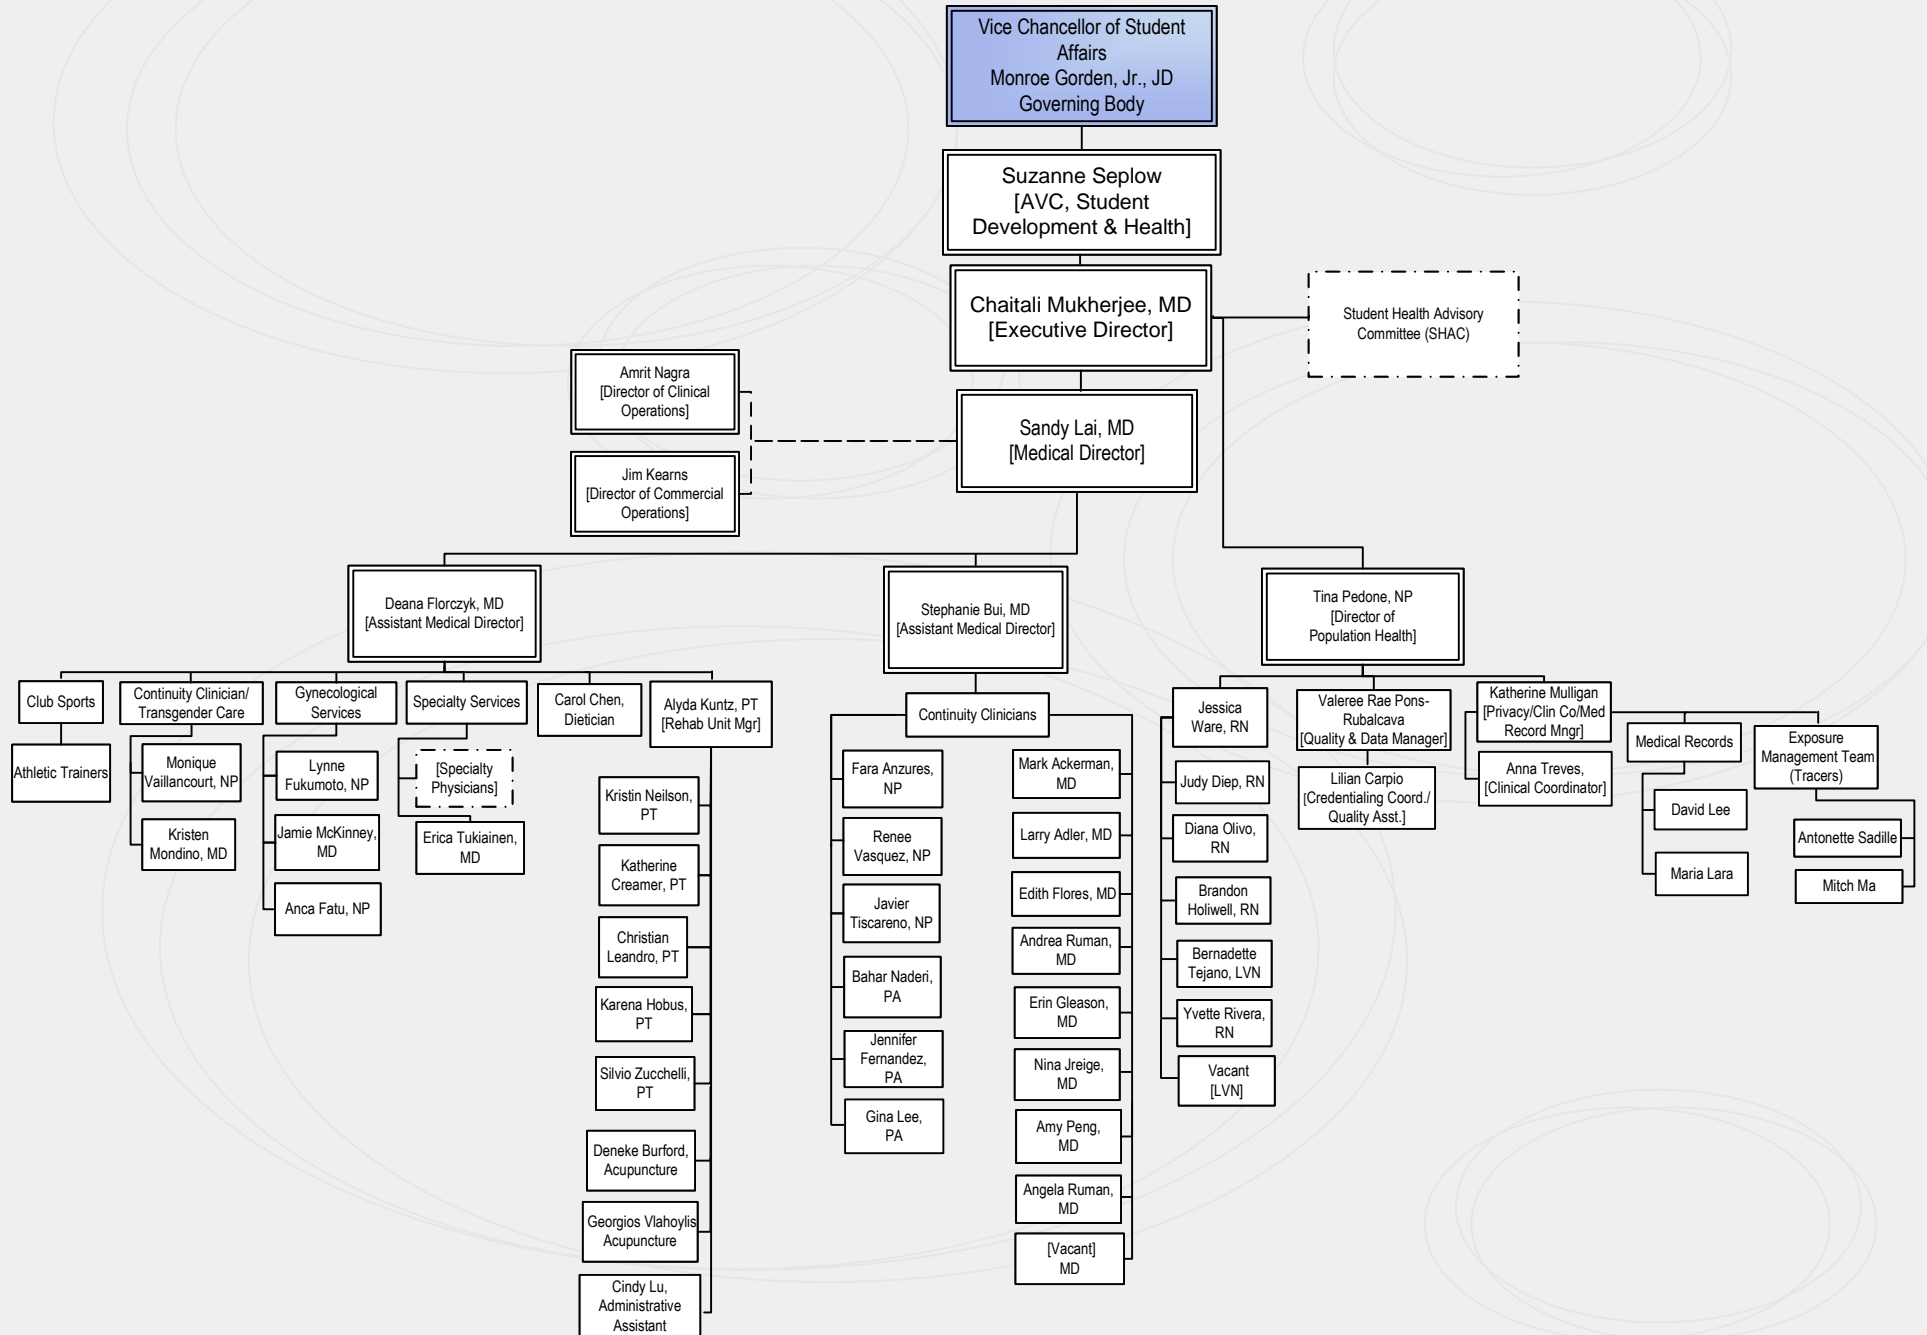 Vice Chancellor of Student
Affairs
Monroe Gorden, Jr., JD
Governing Body
Suzanne Seplow
[AVC, Student
Development & Health]
Chaitali Mukherjee, MD
[Executive Director]
Student Health Advisory
Committee (SHAC)
Amrit Nagra
[Director of Clinical
Operations]
Sandy Lai, MD
[Medical Director]
Jim Kearns
[Director of Commercial
Operations]
Deana Florczyk, MD
[Assistant Medical Director]
Stephanie Bui, MD
[Assistant Medical Director]
Tina Pedone, NP
[Director of
Population Health]
Club Sports
Athletic Trainers
Continuity Clinician/
Transgender Care
Monique
Vaillancourt, NP
Kristen
Mondino, MD
Gynecological
Services
Lynne
Fukumoto, NP
Jamie McKinney,
MD
Anca Fatu, NP
Specialty Services
[Specialty
Physicians]
Erica Tukiainen,
MD
Carol Chen,
Dietician
Alyda Kuntz, PT
[Rehab Unit Mgr]
Kristin Neilson,
PT
Katherine
Creamer, PT
Christian
Leandro, PT
Karena Hobus,
PT
Silvio Zucchelli,
PT
Deneke Burford,
Acupuncture
Georgios Vlahoylis
Acupuncture
Cindy Lu,
Administrative
Assistant
Continuity Clinicians
Fara Anzures,
NP
Renee
Vasquez, NP
Javier
Tiscareno, NP
Bahar Naderi,
PA
Jennifer
Fernandez,
PA
Gina Lee,
PA
Mark Ackerman,
MD
Larry Adler, MD
Edith Flores, MD
Andrea Ruman,
MD
Erin Gleason,
MD
Nina Jreige,
MD
Amy Peng,
MD
Angela Ruman,
MD
[Vacant]
MD
Jessica
Ware, RN
Judy Diep, RN
Diana Olivo,
RN
Brandon
Holiwell, RN
Bernadette
Tejano, LVN
Yvette Rivera,
RN
Vacant
[LVN]
Valeree Rae Pons-
Rubalcava
[Quality & Data Manager]
Lilian Carpio
[Credentialing Coord./
Quality Asst.]
Katherine Mulligan
[Privacy/Clin Co/Med
Record Mngr]
Anna Treves,
[Clinical Coordinator]
Medical Records
David Lee
Maria Lara
Exposure
Management Team
(Tracers)
Antonette Sadille
Mitch Ma